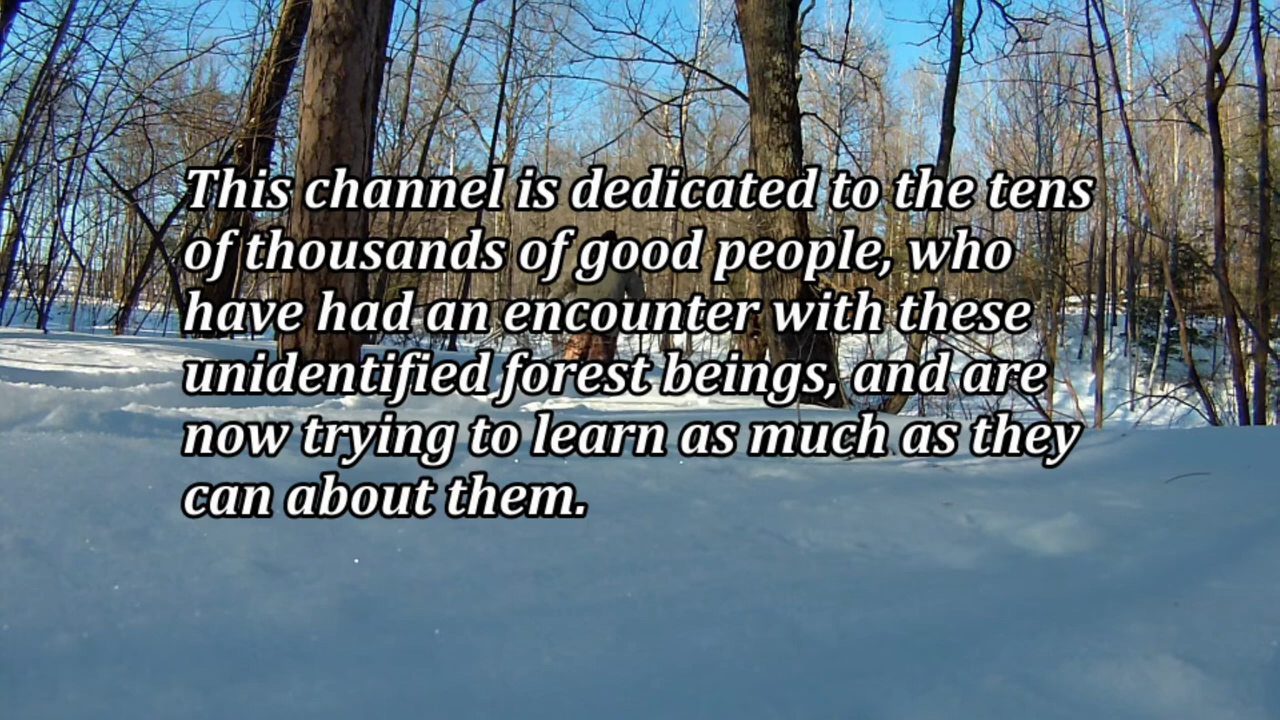 This channel is dedicated to the tens
of thousands of good people, who
have had an encounter with these
unidentified forest beings, and are
now trying to learn as much as they
can about them.